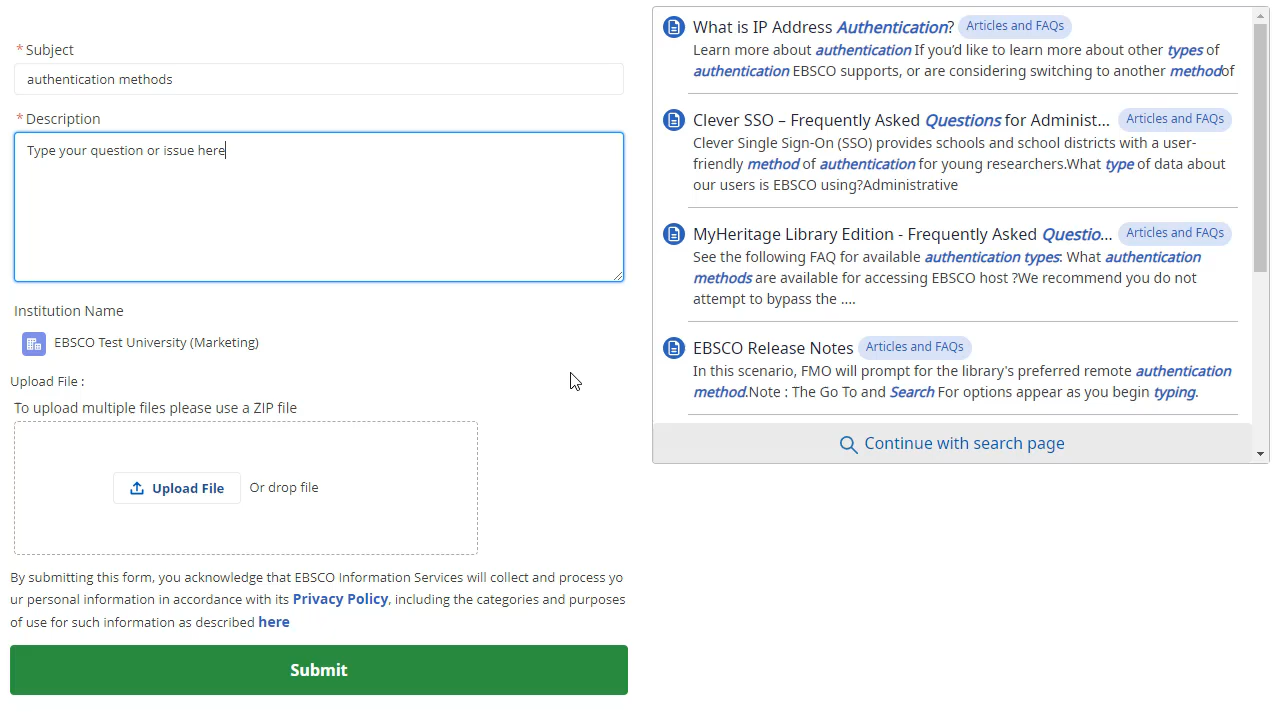 * Subject
authentication methods
* Description
Type your question or issue here
Institution Name
EBSCO Test University (Marketing)
Upload File :
To upload multiple files please use a ZIP file
Upload File Or drop file
By submitting this form, you acknowledge that EBSCO Information Services will collect and process yo
ur personal information in accordance with its Privacy Policy, including the categories and purposes
of use for such information as described here
Submit
What is IP Address Authentication? Articles and FAQs
Learn more about authentication If you’d like to learn more about other types of
authentication EBSCO supports, or are considering switching to another methodof
Clever SSO – Frequently Asked Questions for Administ... Articles and FAQs
Clever Single Sign-On (SSO) provides schools and school districts with a user-
friendly method of authentication for young researchers.What type of data about
our users is EBSCO using?Administrative
MyHeritage Library Edition - Frequently Asked Questio... Articles and FAQs
See the following FAQ for available authentication types: What authentication
methods are available for accessing EBSCO host ?We recommend you do not
attempt to bypass the ....
EBSCO Release Notes Articles and FAQs
In this scenario, FMO will prompt for the library's preferred remote authentication
method.Note : The Go To and Search For options appear as you begin typing.
Continue with search page